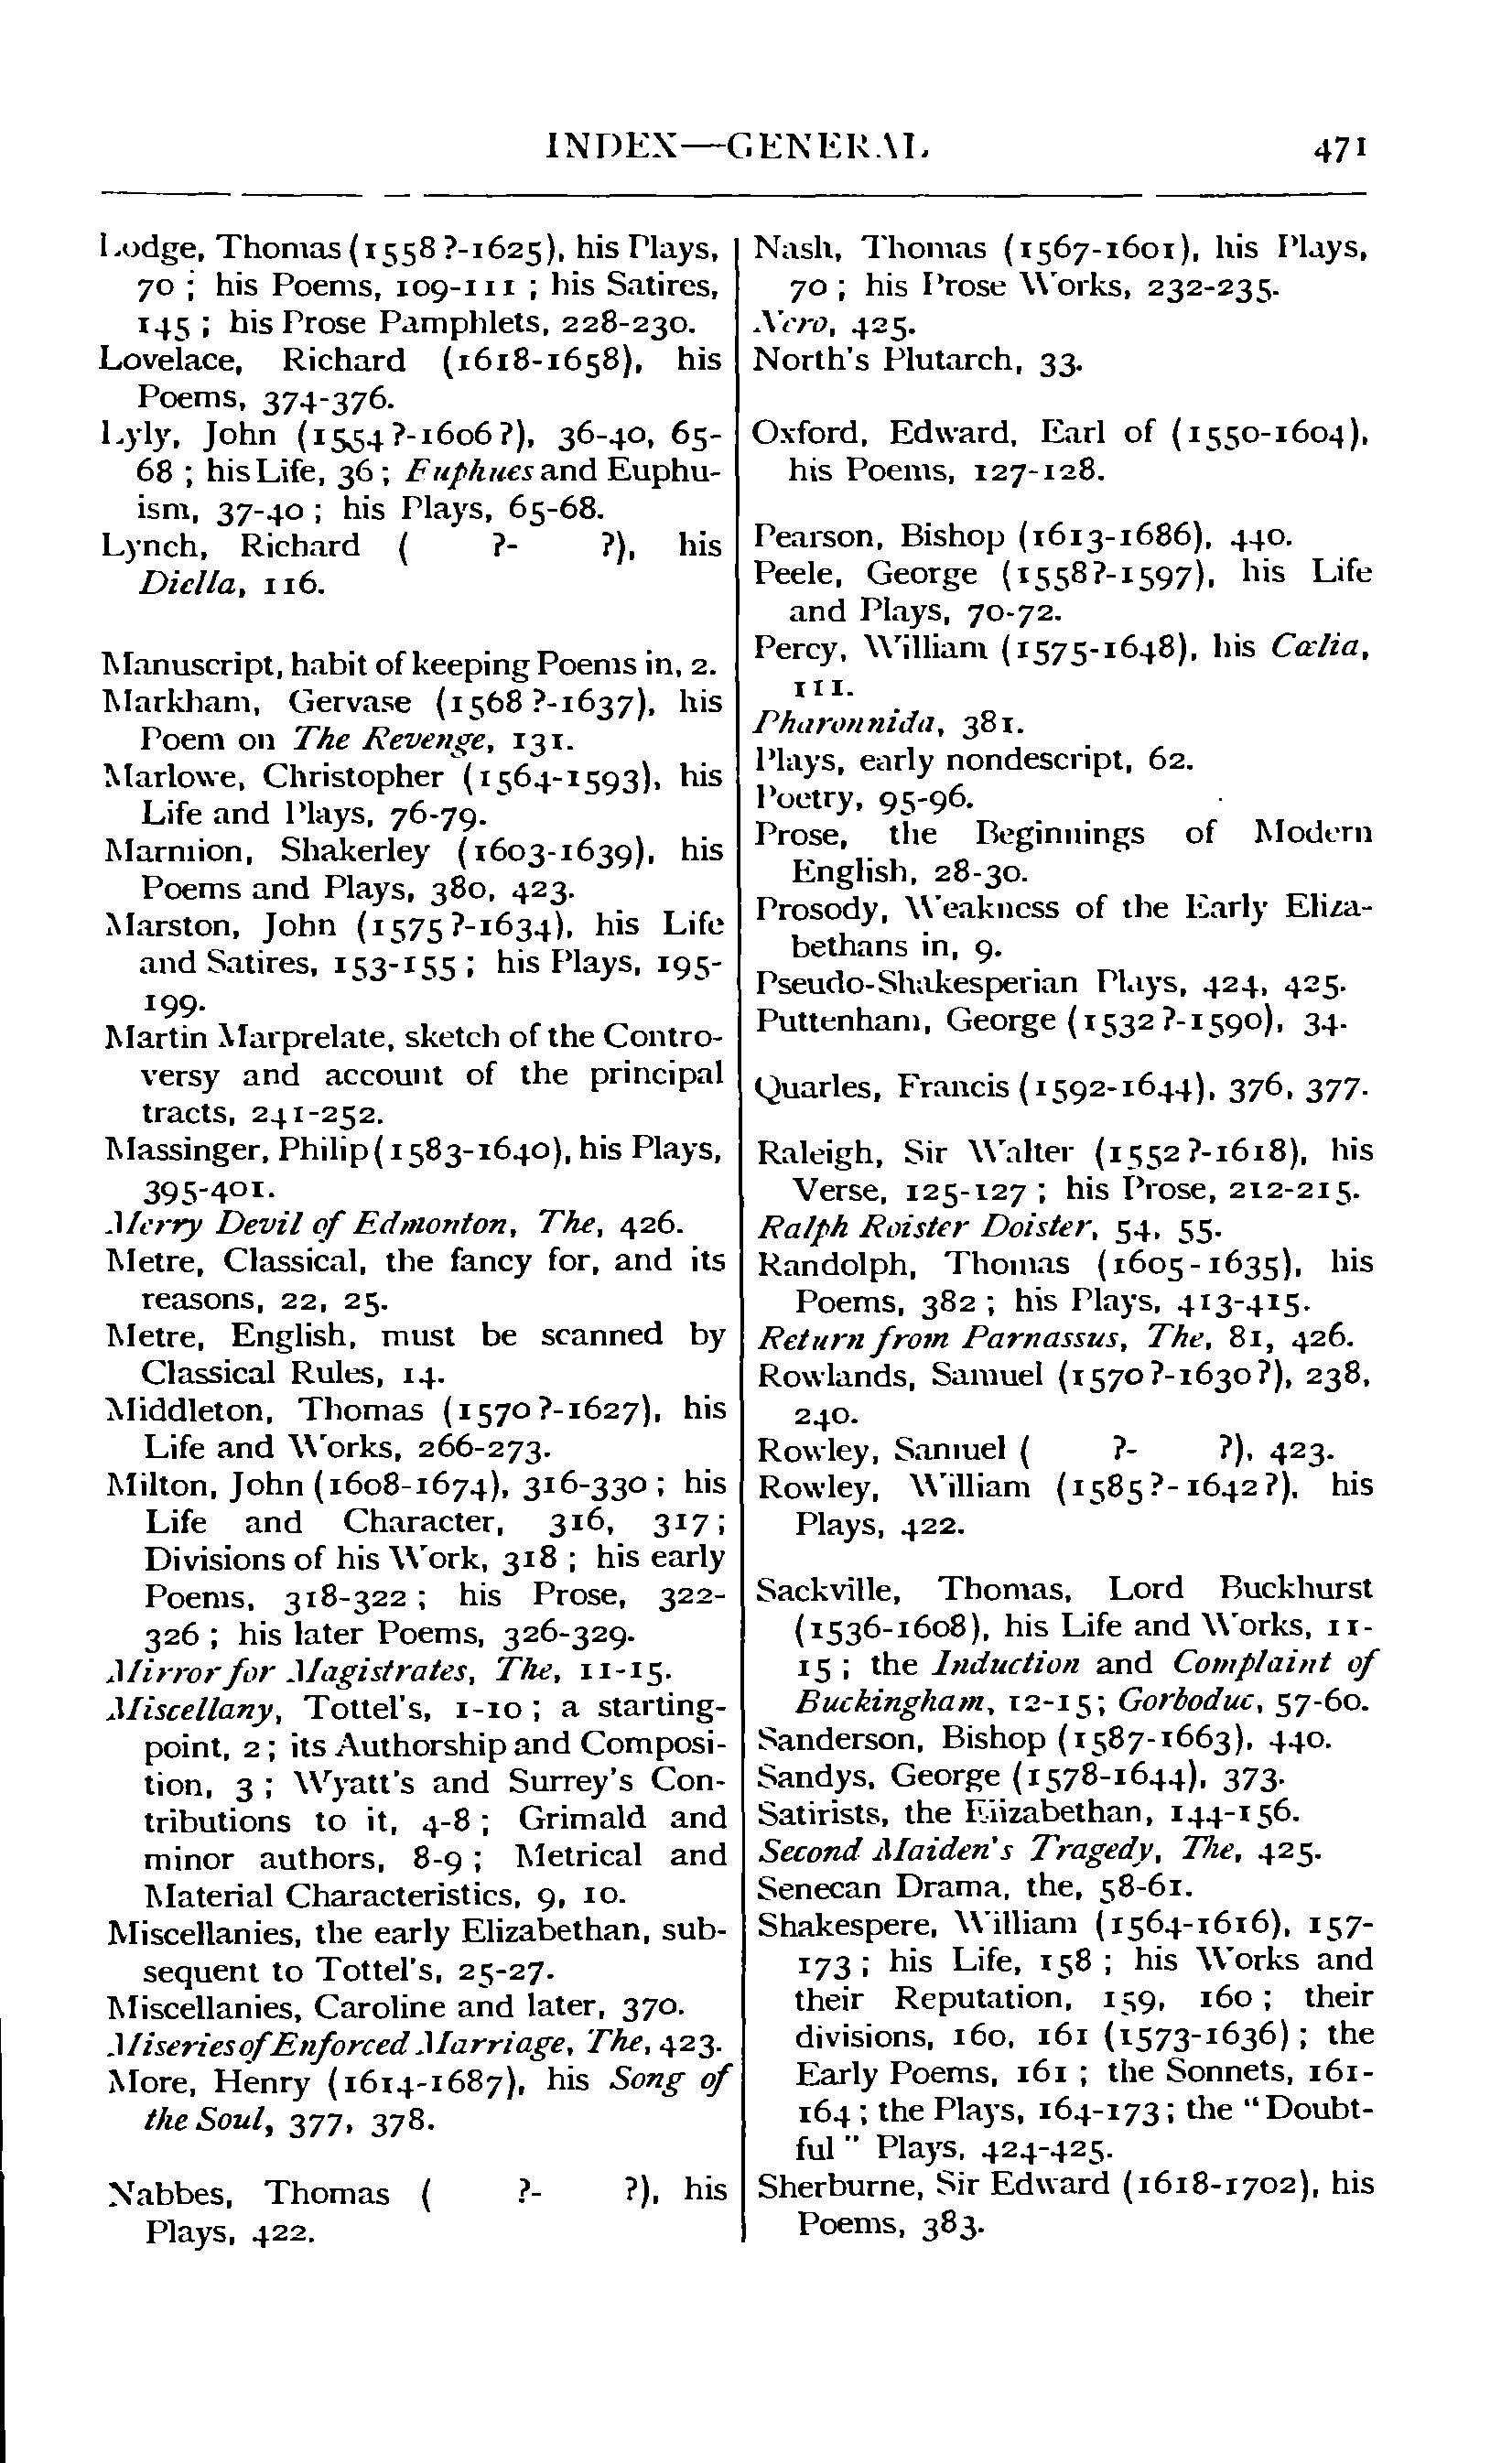 INDEX—GENERAL 471
Lodge, Thomas (1558?-1625), his Plays,
70 ; his Poems, 109-111 ; his Satires,
145 ; his Prose Pamphlets, 228-230.
Lovelace, Richard (1618-1658), his
Poems, 374-376.
Lyly, John (1554?-1606?), 36-40, 65-
68 ; his Life, 36 ; Euphues and Euphu-
ism, 37-40 ; his Plays, 65-68.
Lynch, Richard ( ?- ?), his
Diella, 116.
Manuscript, habit of keeping Poems in, 2.
Markham, Gervase (1568?-1637), his
Poem on The Revenge, 131.
Marlowe, Christopher (1564-1593), his
Life and Plays, 76-79.
Marmion, Shakerley (1603-1639), his
Poems and Plays, 380, 423.
Marston, John (1575?-1634), his Life
and Satires, 153-155 ; his Plays, 195-
199.
Martin Marprelate, sketch of the Contro-
versy and account of the principal
tracts, 241-252.
Massinger, Philip (1583-1640), his Plays,
395-401.
Merry Devil of Edmonton, The, 426.
Metre, Classical, the fancy for, and its
reasons, 22, 25.
Metre, English, must be scanned by
Classical Rules, 14.
Middleton, Thomas (1570?-1627), his
Life and Works, 266-273.
Milton, John (1608-1674), 316-330 ; his
Life and Character, 316, 317 ;
Divisions of his Work, 318 ; his early
Poems, 318-322 ; his Prose, 322-
326 ; his later Poems, 326-329.
Mirror for Magistrates, The, 11-15.
Miscellany, Tottel's, 1-10 ; a starting-
point, 2 ; its Authorship and Composi-
tion, 3 ; Wyatt's and Surrey's Con-
tributions to it, 4-8 ; Grimald and
minor authors, 8-9 ; Metrical and
Material Characteristics, 9, 10.
Miscellanies, the early Elizabethan, sub-
sequent to Tottel's, 25-27.
Miscellanies, Caroline and later, 370.
Miseries of Enforced Marriage, The, 423.
More, Henry (1614-1687), his Song of
the Soul, 377, 378.
Nabbes, Thomas ( ?- ?), his
Plays, 422.
Nash, Thomas (1567-1601), his Plays,
70 ; his Prose Works, 232-235.
Nero, 425.
North's Plutarch, 33.
Oxford, Edward, Earl of (1550-1604),
his Poems, 127-128.
Pearson, Bishop (1613-1686), 440.
Peele, George (1558?-1597), his Life
and Plays, 70-72.
Percy, William (1575-1648), his Cœlia,
111.
Pharonnida, 381.
Plays, early nondescript, 62.
Poetry, 95-96.
Prose, the Beginnings of Modern
English, 28-30.
Prosody, Weakness of the Early Eliza-
bethans in, 9.
Pseudo-Shakesperian Plays, 424, 425.
Puttenham, George (1532?-1590), 34.
Quarles, Francis (1592-1644), 376, 377.
Raleigh, Sir Walter (1552?-1618), his
Verse, 125-127 ; his Prose, 212-215.
Ralph Roister Doister, 54, 55.
Randolph, Thomas (1605-1635), his
Poems, 382 ; his Plays, 413-415.
Return from Parnassus, The, 81, 426.
Rowlands, Samuel (1570?-1630?), 238,
240.
Rowley, Samuel ( ?- ?), 423.
Rowley, William (1585?-1642?), his
Plays, 422.
Sackville, Thomas, Lord Buckhurst
(1536-1608), his Life and Works, 11-
15 ; the Induction and Complaint of
Buckingham, 12-15; Gorboduc, 57-60.
Sanderson, Bishop (1587-1663), 440.
Sandys, George (1578-1644), 373.
Satirists, the Elizabethan, 144-156.
Second Maiden's Tragedy, The, 425.
Senecan Drama, the, 58-61.
Shakespere, William (1564-1616), 157-
173 ; his Life, 158 ; his Works and
their Reputation, 159, 160 ; their
divisions, 160, 161 (1573-1636) ; the
Early Poems, 161 ; the Sonnets, 161-
164 ; the Plays, 164-173 ; the "Doubt-
ful" Plays, 424-425.
Sherburne, Sir Edward (1618-1702), his
Poems, 383.